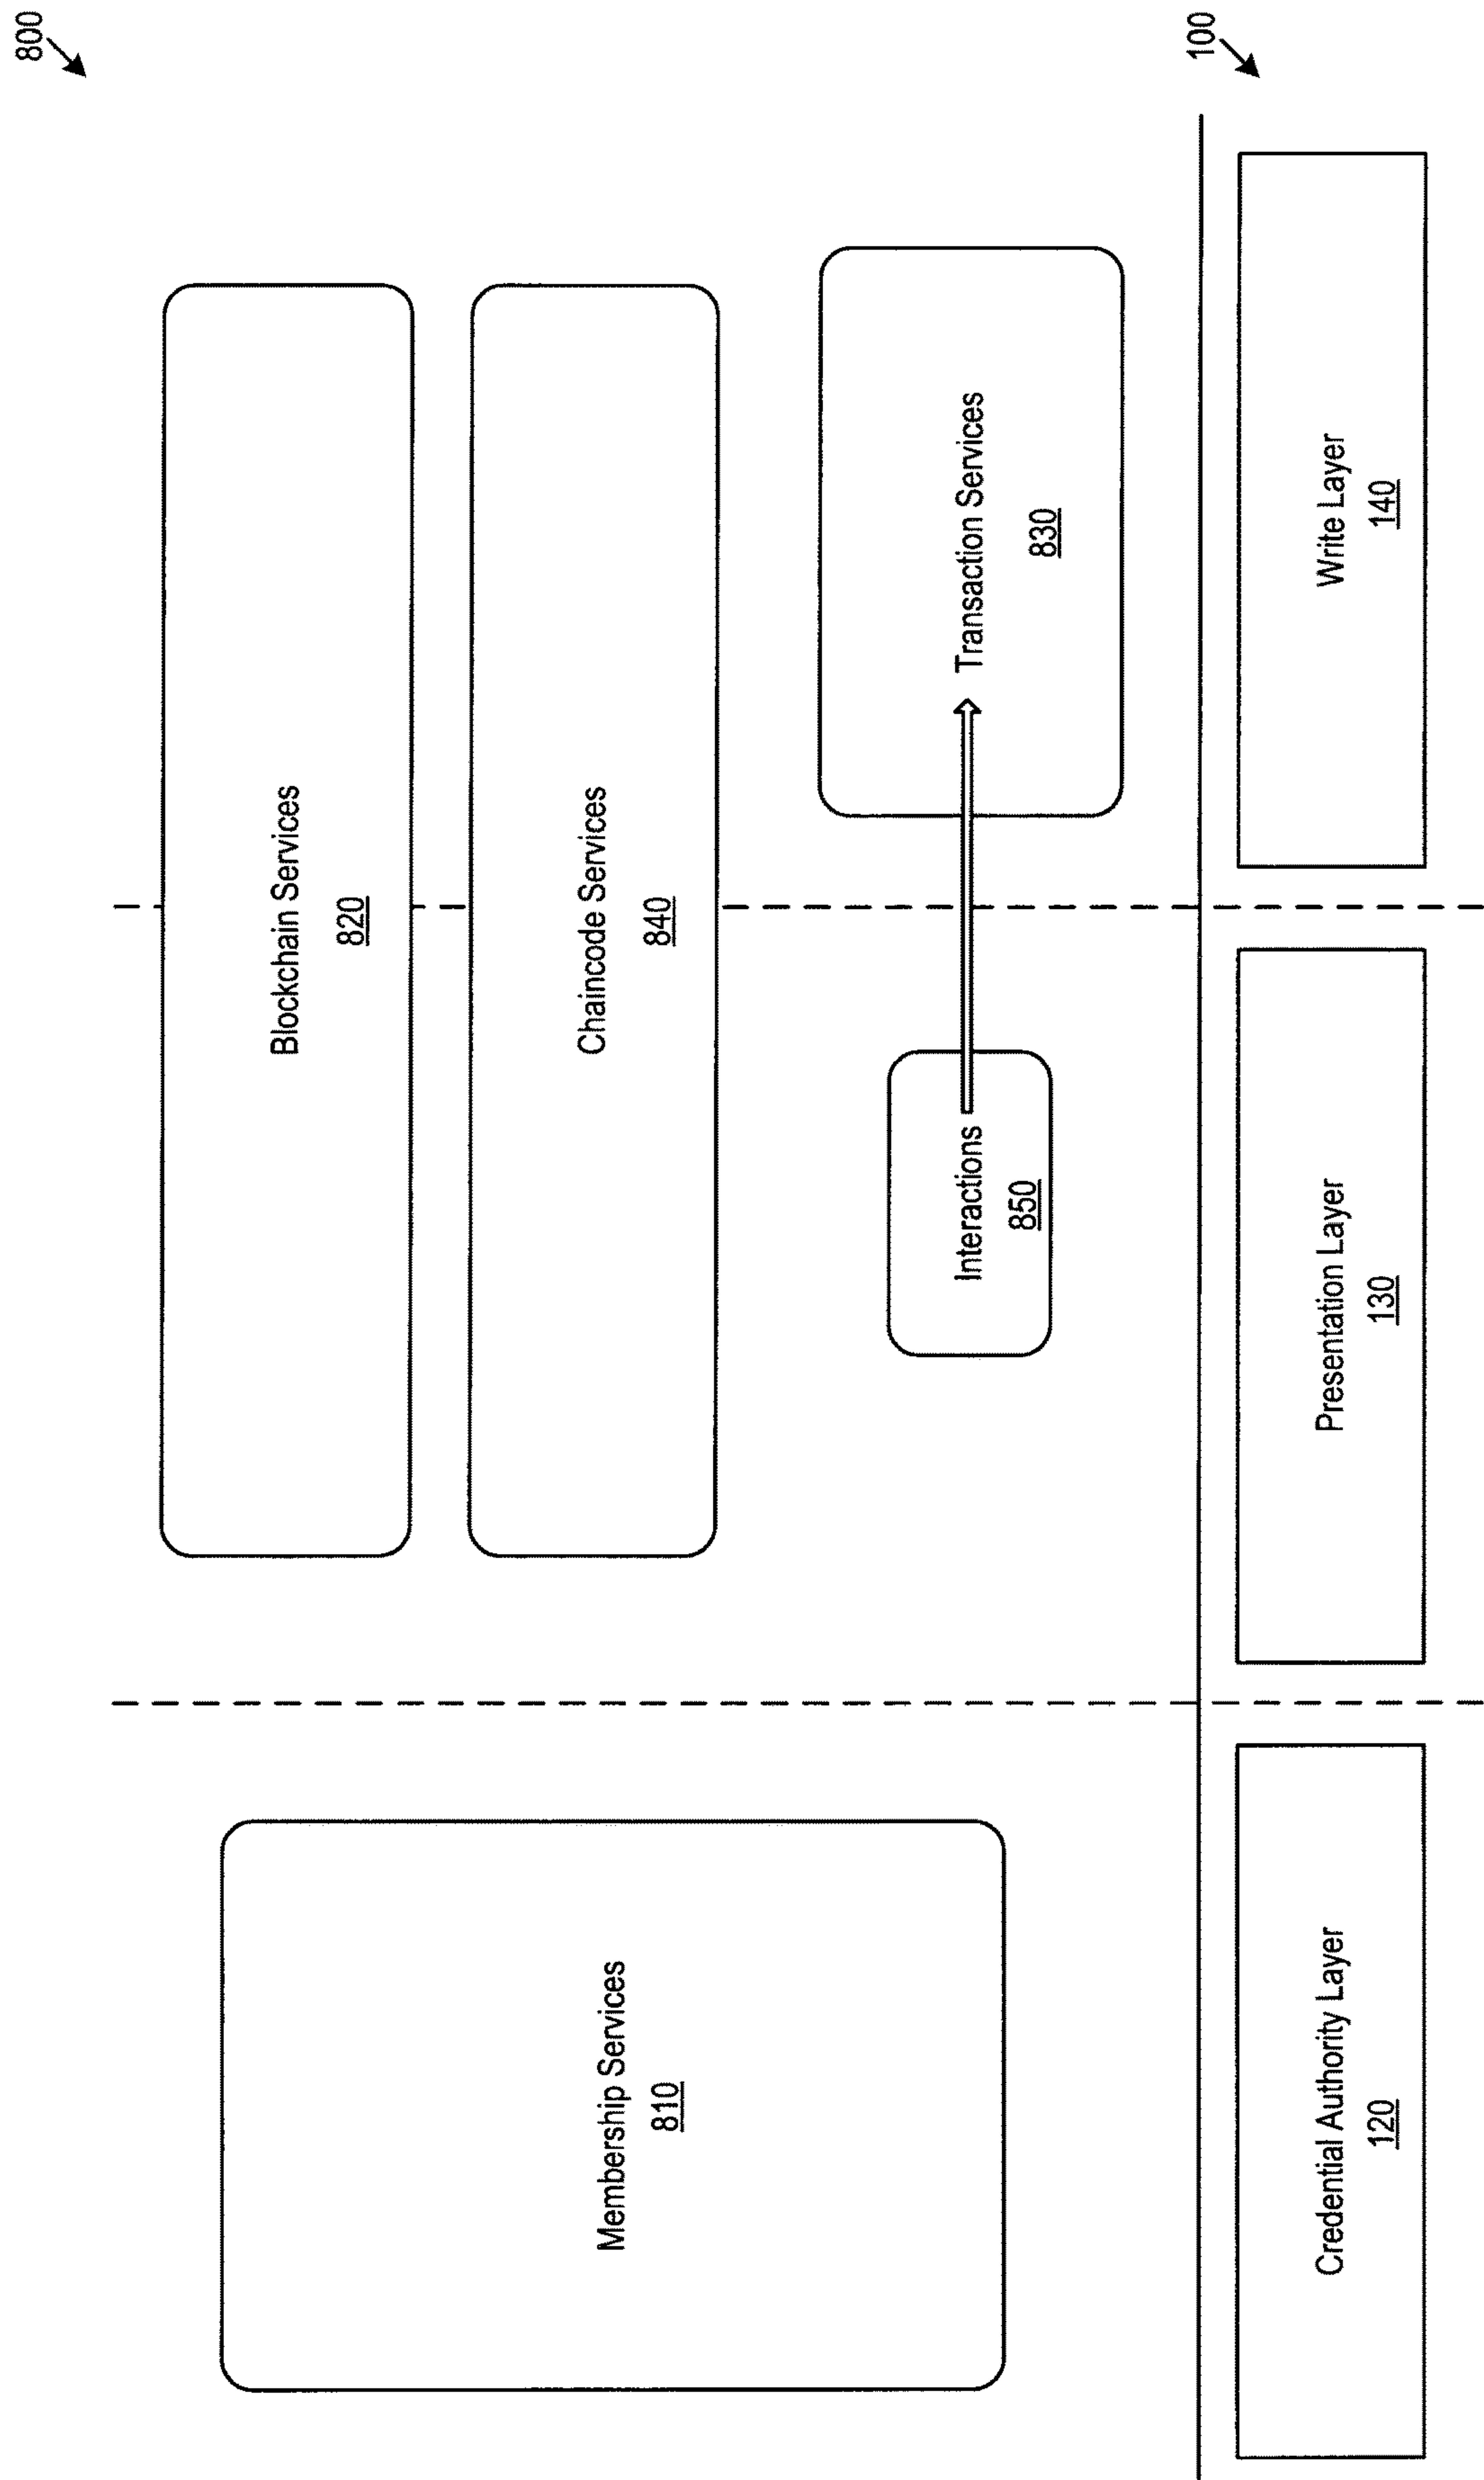 800
Blockchain Services
820
Chaincode Services
840
Membership Services
810
Interactions
850
Transaction Services
830
100
Credential Authority Layer
120
Presentation Layer
130
Write Layer
140